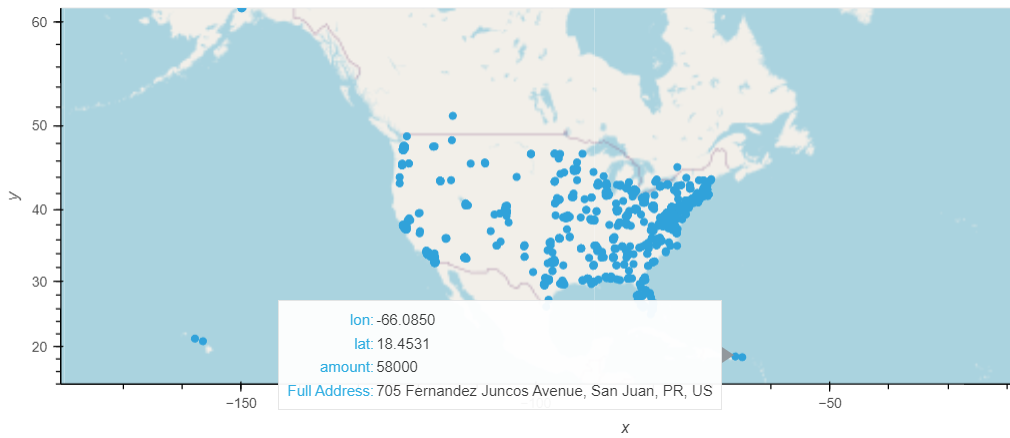 60
50
40
30
20
y
lon: -66.0850
lat: 18.4531
amount: 58000
Full Address: 705 Fernandez Juncos Avenue, San Juan, PR, US
−150
−50
x